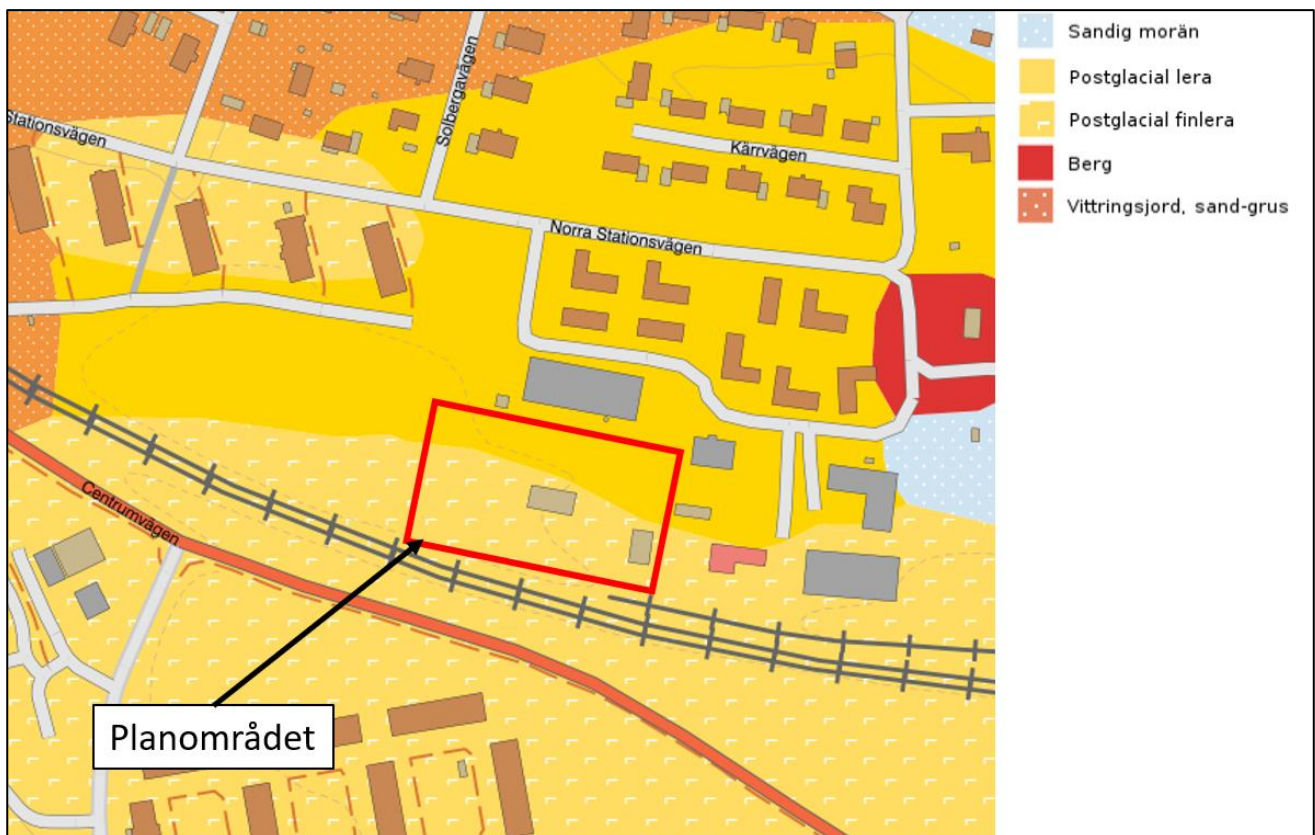 Sandig morän
Postglacial lera
Postglacial finlera
Berg
Vittringsjord, sand-grus
Stationsvägen
Solbergavägen
Kärrvägen
Norra Stationsvägen
Centrumvägen
Planområdet